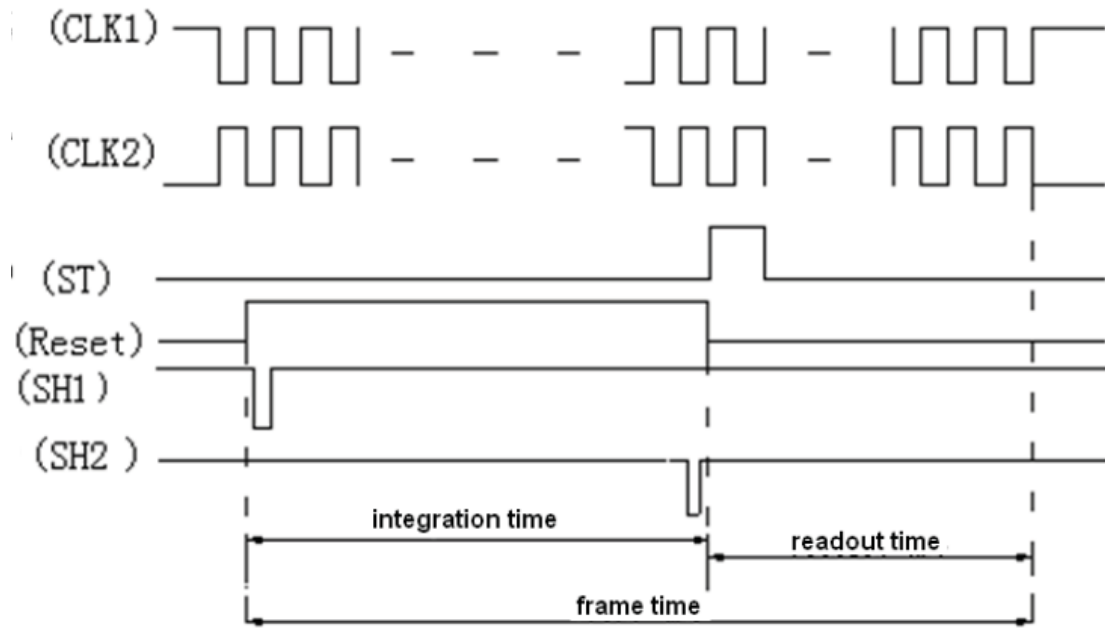 (CLK1)
(CLK2)
(ST)
(Reset)
(SH1)
(SH2 )
integration time
readout time
frame time